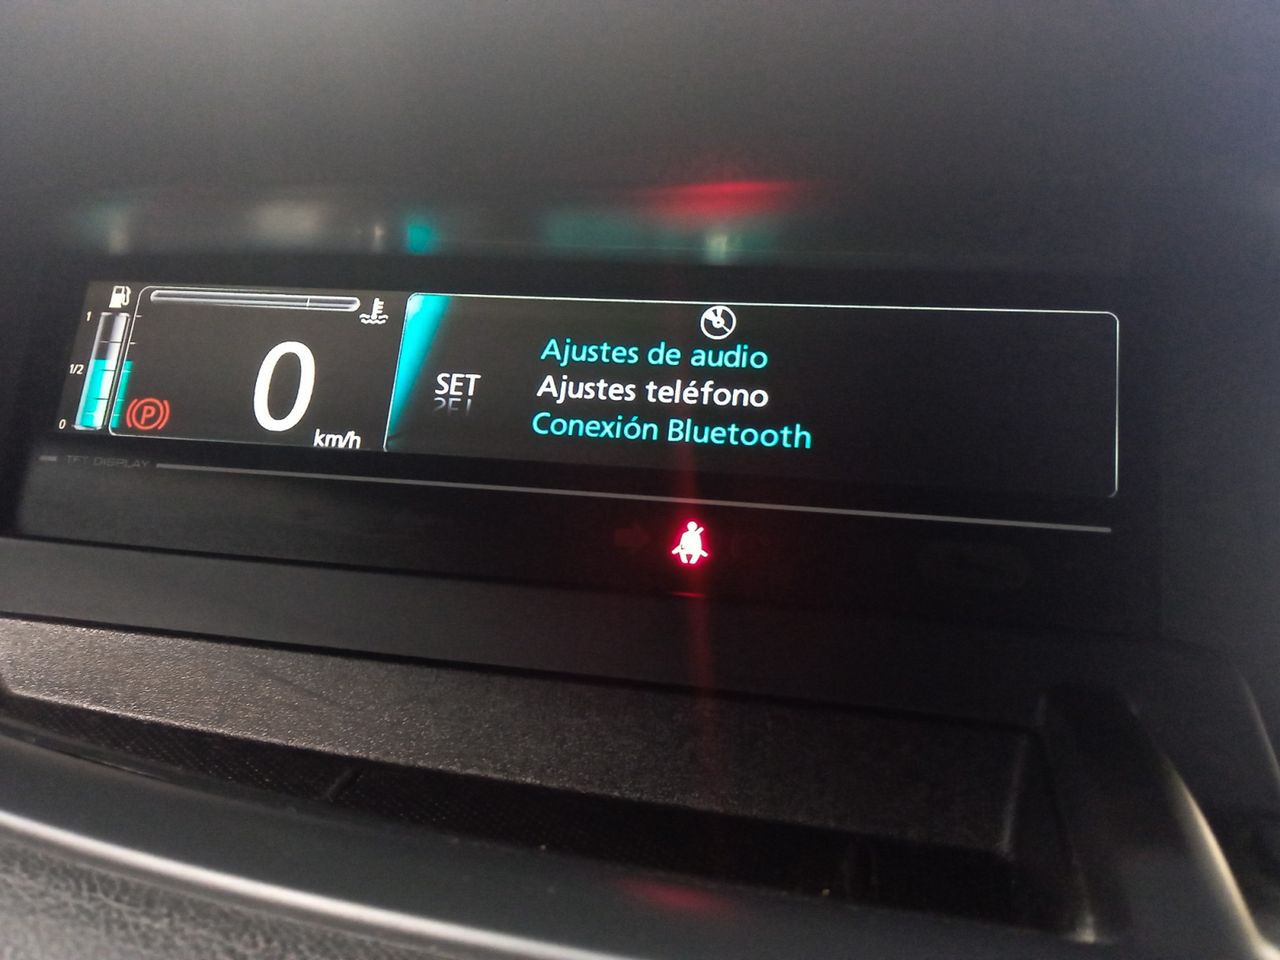 1
1/2
0
P
0
km/h
SET
Ajustes de audio
Ajustes teléfono
Conexión Bluetooth
TFT DISPLAY